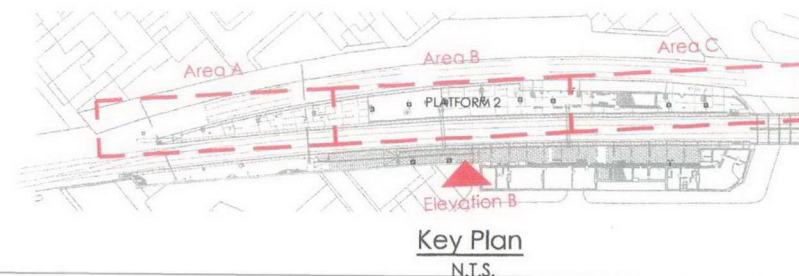 Area A
Area B
Area C
PLATFORM 2
Elevation B
Key Plan
N.T.S.